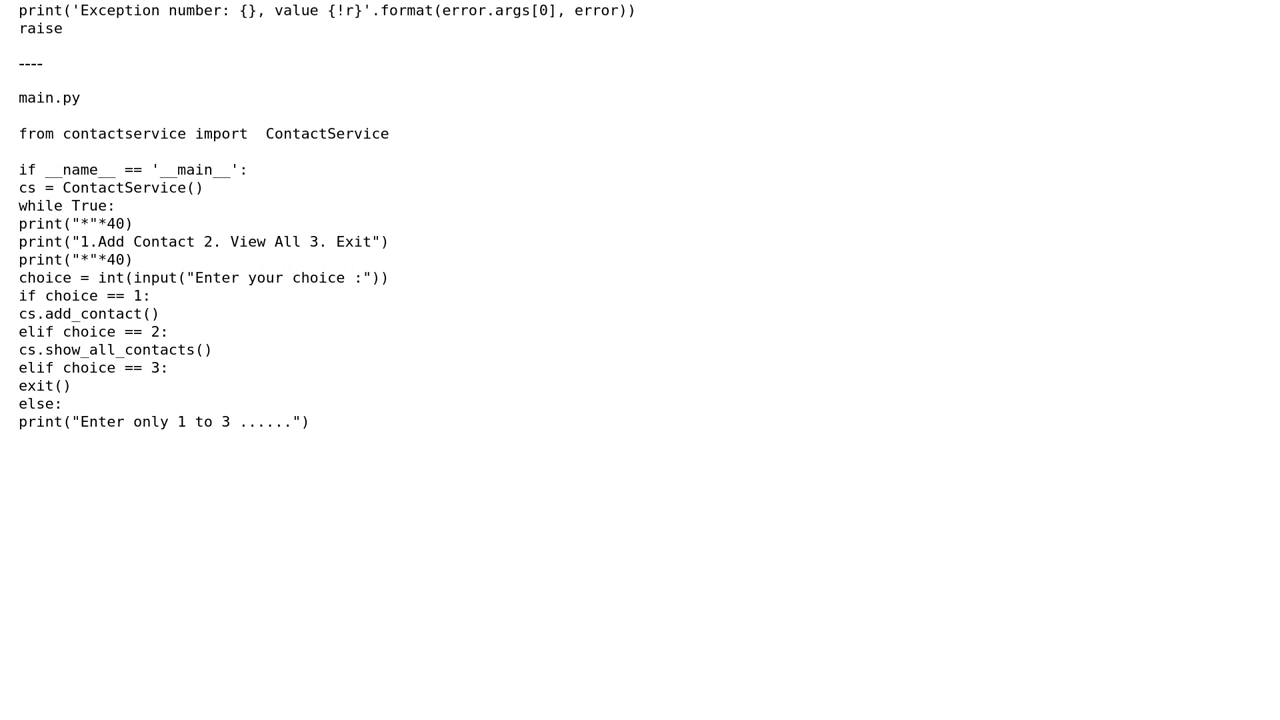 print('Exception number: {}, value {!r}'.format(error.args[0], error))
raise
----
main.py
from contactservice import  ContactService
if __name__ == '__main__':
cs = ContactService()
while True:
print("*"*40)
print("1.Add Contact 2. View All 3. Exit")
print("*"*40)
choice = int(input("Enter your choice :"))
if choice == 1:
cs.add_contact()
elif choice == 2:
cs.show_all_contacts()
elif choice == 3:
exit()
else:
print("Enter only 1 to 3 ......")